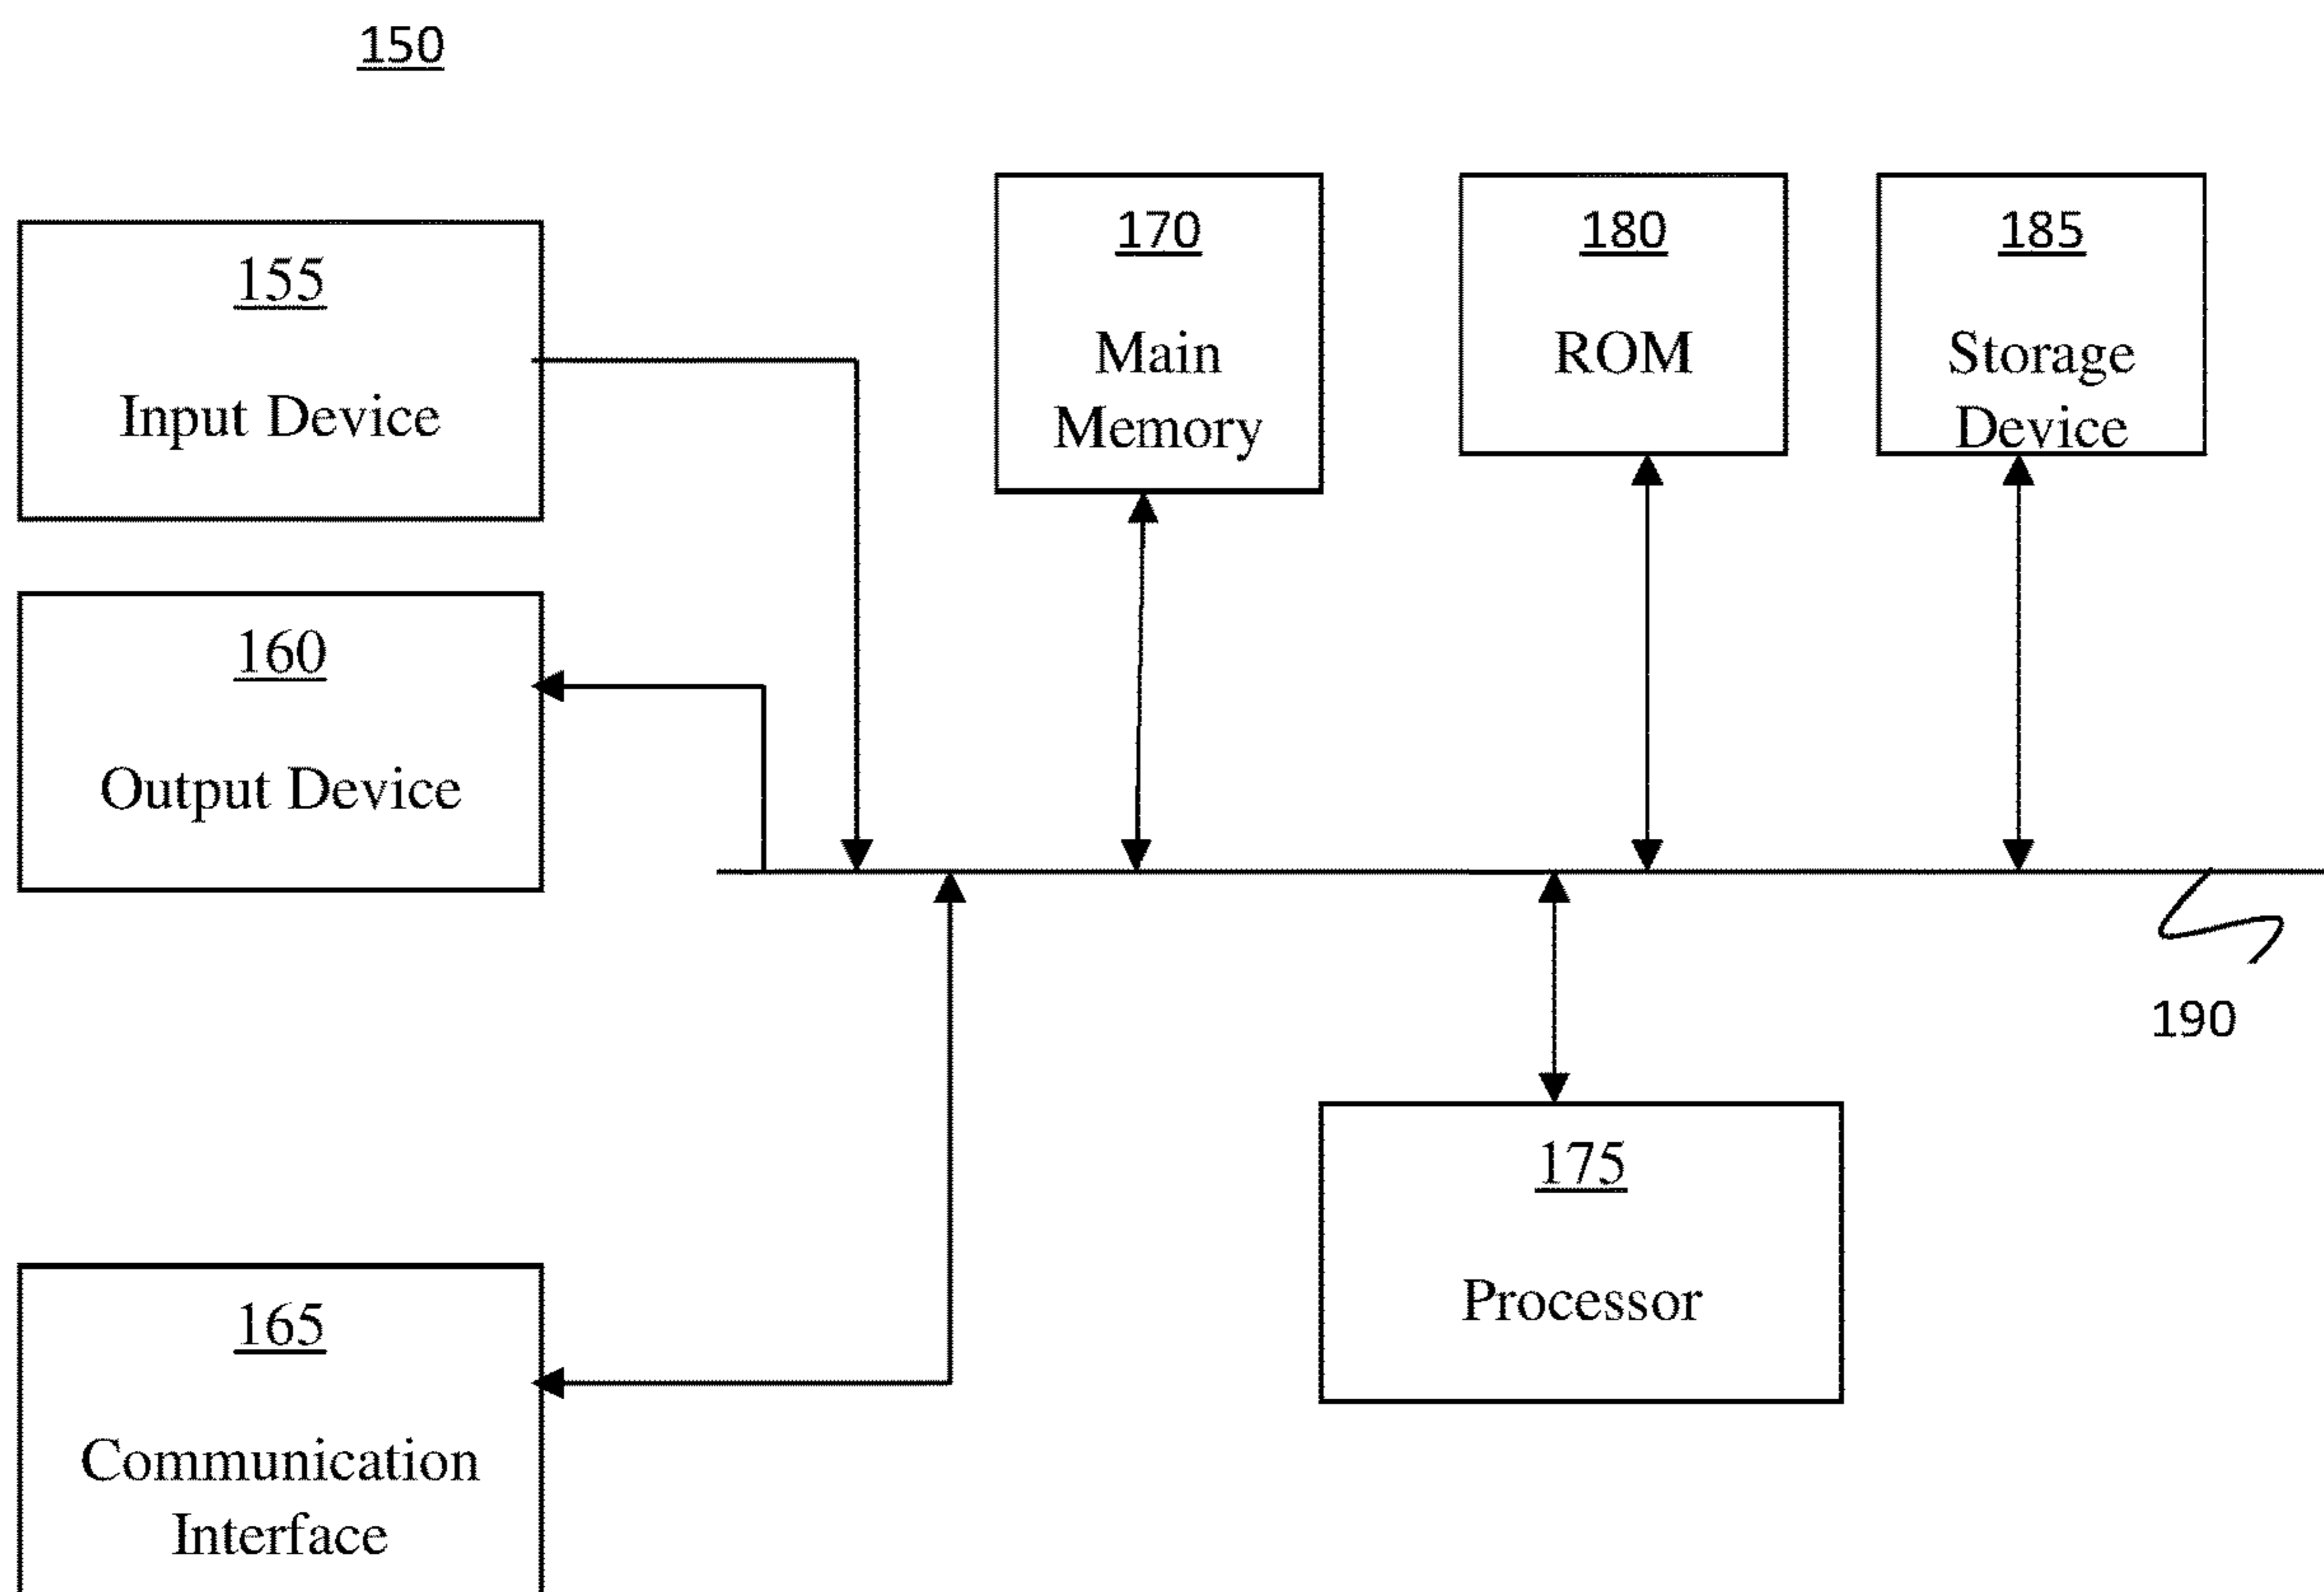 150
155
Input Device
160
Output Device
165
Communication
Interface
170
Main
Memory
180
ROM
185
Storage
Device
190
175
Processor